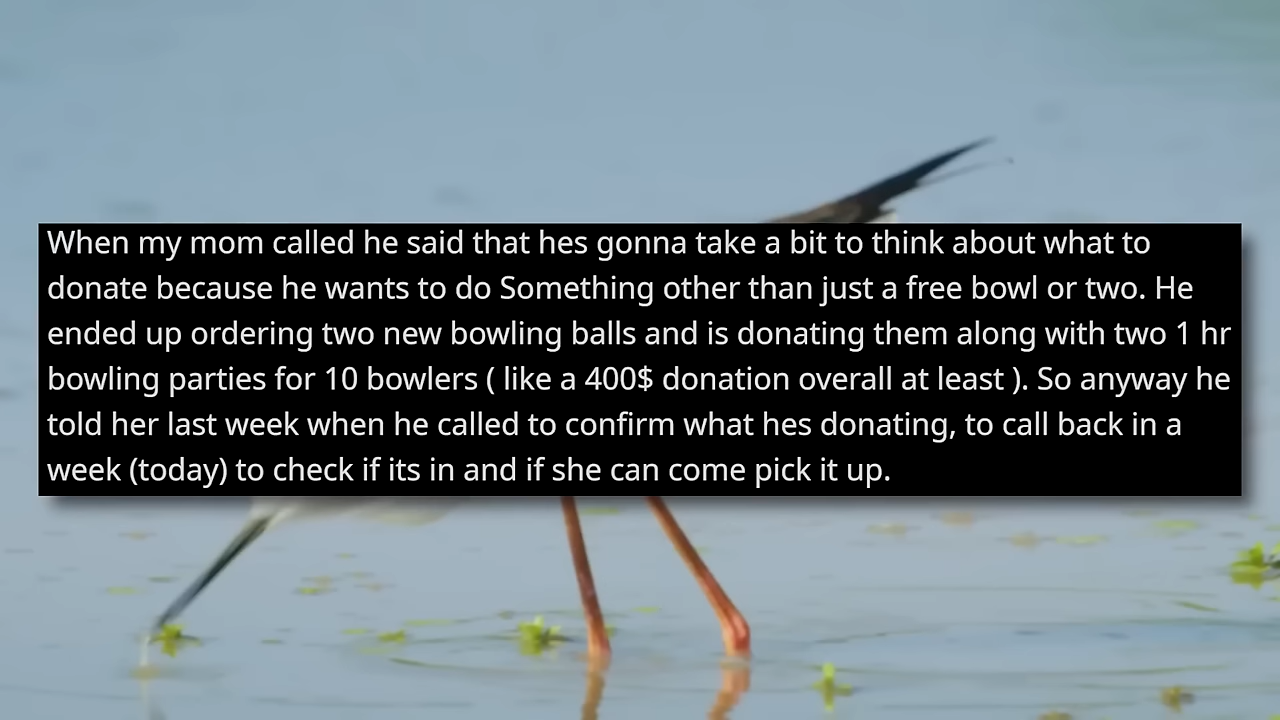 When my mom called he said that hes gonna take a bit to think about what to
donate because he wants to do Something other than just a free bowl or two. He
ended up ordering two new bowling balls and is donating them along with two 1 hr
bowling parties for 10 bowlers ( like a 400$ donation overall at least ). So anyway he
told her last week when he called to confirm what hes donating, to call back in a
week (today) to check if its in and if she can come pick it up.